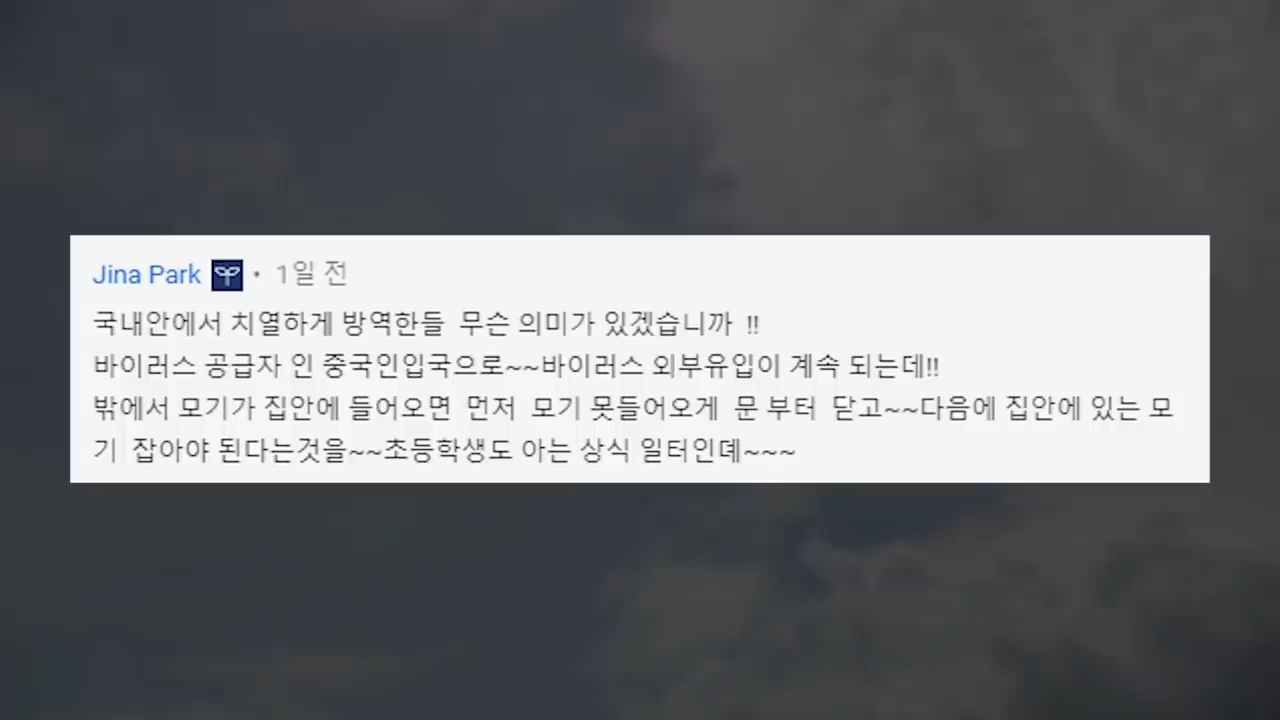 Jina Park · 1일 전
국내안에서 치열하게 방역한들 무슨 의미가 있겠습니까 !!
바이러스 공급자 인 중국인입국으로~~바이러스 외부유입이 계속 되는데!!
밖에서 모기가 집안에 들어오면 먼저 모기 못들어오게 문 부터 닫고~~다음에 집안에 있는 모
기 잡아야 된다는것을~~초등학생도 아는 상식 일터인데~~~